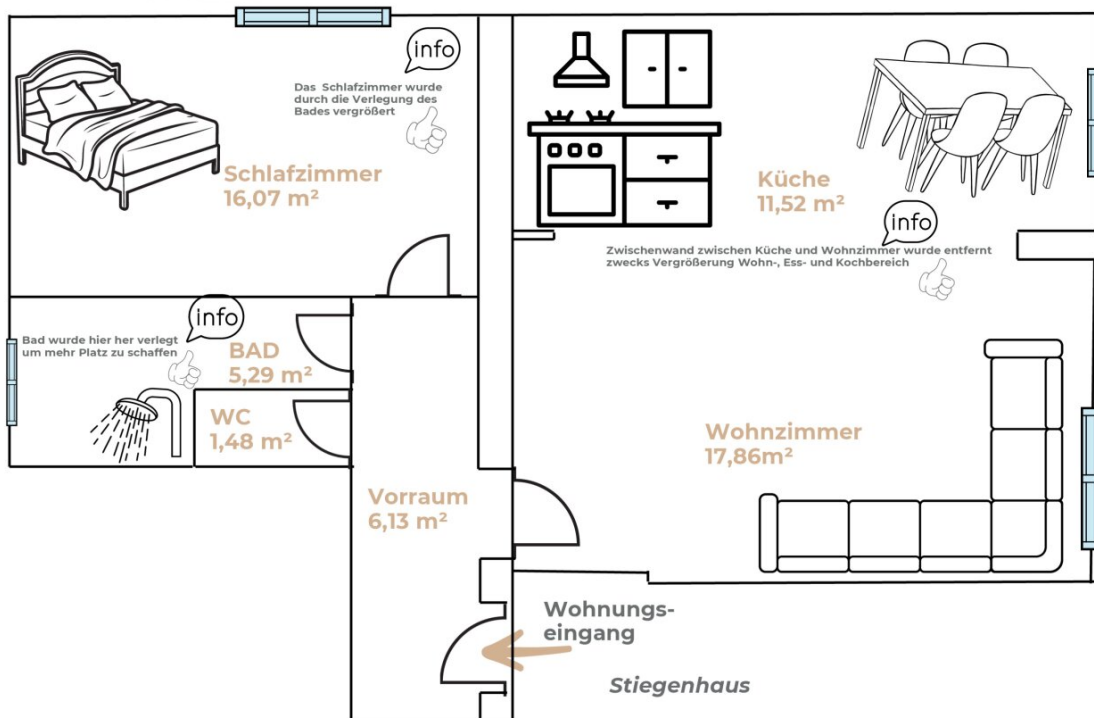 info
Das Schlafzimmer wurde
durch die Verlegung des
Bades vergrößert
Schlafzimmer
16,07 m²
Küche
11,52 m²
info
Zwischenwand zwischen Küche und Wohnzimmer wurde entfernt
zwecks Vergrößerung Wohn-, Ess- und Kochbereich
info
Bad wurde hier her verlegt
um mehr Platz zu schaffen
BAD
5,29 m²
WC
1,48 m²
Wohnzimmer
17,86m²
Vorraum
6,13 m²
Wohnungs-
eingang
Stiegenhaus